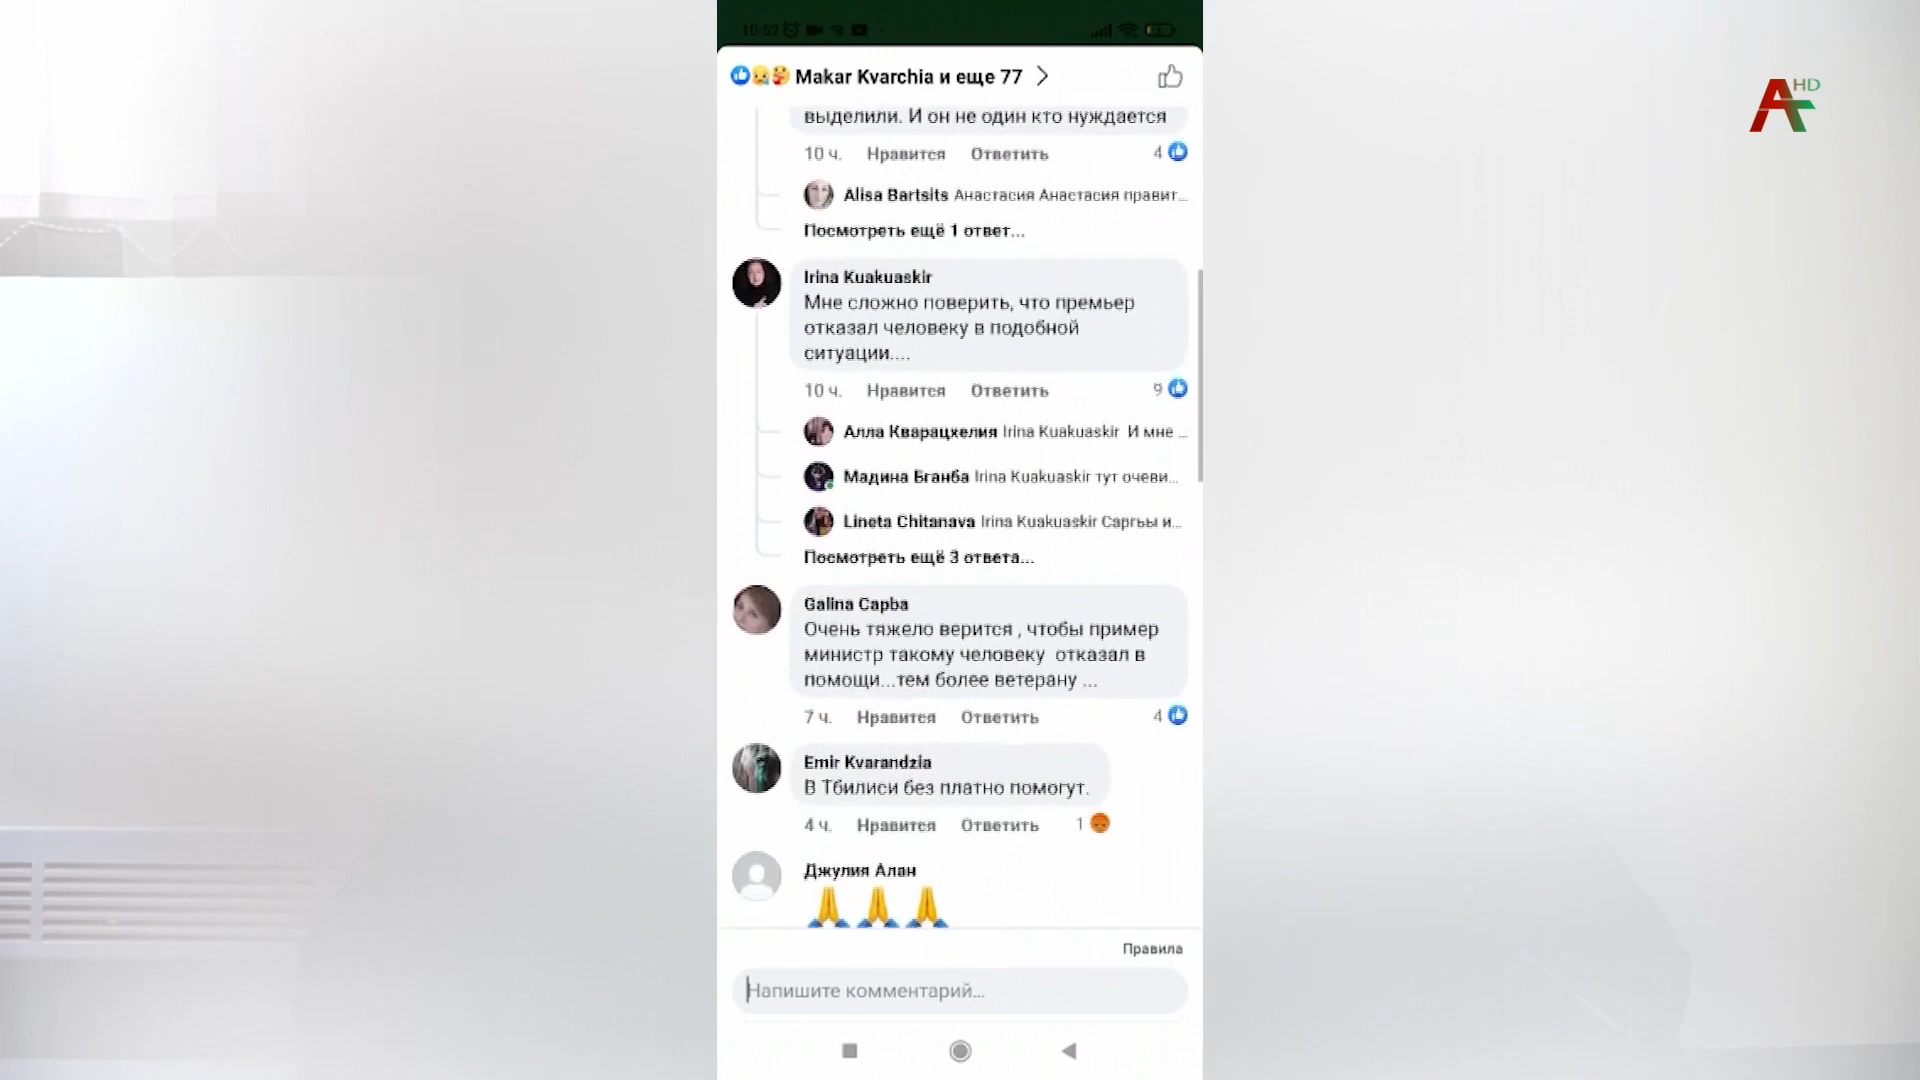 10:52
Makar Kvarchia и еще 77
выделили. И он не один кто нуждается
10 ч. Нравится Ответить 4
Alisa Bartsits Анастасия Анастасия правит...
Посмотреть ещё 1 ответ...
Irina Kuakuaskir
Мне сложно поверить, что премьер
отказал человеку в подобной
ситуации....
10 ч. Нравится Ответить 9
Алла Кварацхелия Irina Kuakuaskir И мне ...
Мадина Бганба Irina Kuakuaskir тут очеви...
Lineta Chitanava Irina Kuakuaskir Саргьы и...
Посмотреть ещё 3 ответа...
Galina Capba
Очень тяжело верится , чтобы пример
министр такому человеку отказал в
помощи...тем более ветерану ...
7 ч. Нравится Ответить 4
Emir Kvarandzia
В Тбилиси без платно помогут.
4 ч. Нравится Ответить 1
Джулия Алан
🙏🙏🙏
Правила
Напишите комментарий...
HD